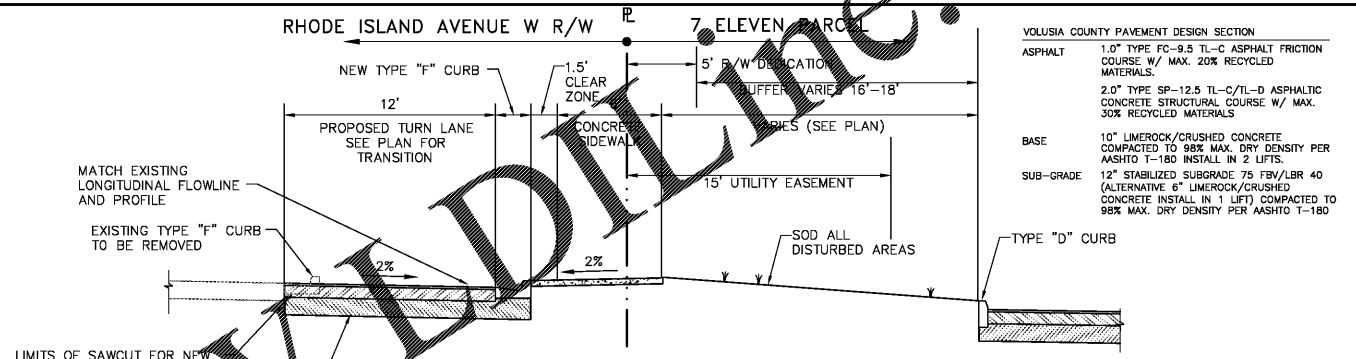 RHODE ISLAND AVENUE W R/W
PL
7 ELEVEN PARCEL
NEW TYPE "F" CURB
1.5'
CLEAR
ZONE
5' R/W DEDICATION
BUFFER VARIES 16'-18'
12'
PROPOSED TURN LANE
SEE PLAN FOR
TRANSITION
CONCRETE
SIDEWALK
VARIES (SEE PLAN)
MATCH EXISTING
LONGITUDINAL FLOWLINE
AND PROFILE
15' UTILITY EASEMENT
EXISTING TYPE "F" CURB
TO BE REMOVED
2%
2%
SOD ALL
DISTURBED AREAS
TYPE "D" CURB
LIMITS OF SAWCUT FOR NEW
VOLUSIA COUNTY PAVEMENT DESIGN SECTION
ASPHALT 1.0" TYPE FC-9.5 TL-C ASPHALT FRICTION
COURSE W/ MAX. 20% RECYCLED
MATERIALS.
2.0" TYPE SP-12.5 TL-C/TL-D ASPHALTIC
CONCRETE STRUCTURAL COURSE W/ MAX.
30% RECYCLED MATERIALS
BASE 10" LIMEROCK/CRUSHED CONCRETE
COMPACTED TO 98% MAX. DRY DENSITY PER
AASHTO T-180 INSTALL IN 2 LIFTS.
SUB-GRADE 12" STABILIZED SUBGRADE 75 FBV/LBR 40
(ALTERNATIVE 6" LIMEROCK/CRUSHED
CONCRETE INSTALL IN 1 LIFT) COMPACTED TO
98% MAX. DRY DENSITY PER AASHTO T-180